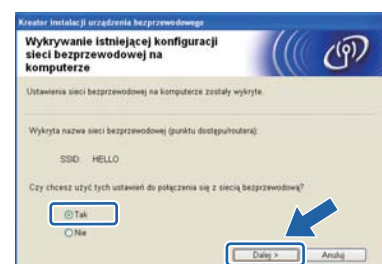 Kreator instalacji urządzenia bezprzewodowego
Wykrywanie istniejącej konfiguracji
sieci bezprzewodowej na
komputerze
Ustawienia sieci bezprzewodowej na komputerze zostały wykryte.
Wykryta nazwa sieci bezprzewodowej (punktu dostępu/routera):
SSID: HELLO
Czy chcesz użyć tych ustawień do połączenia się z siecią bezprzewodową?
Tak
Nie
Dalej >
Anuluj